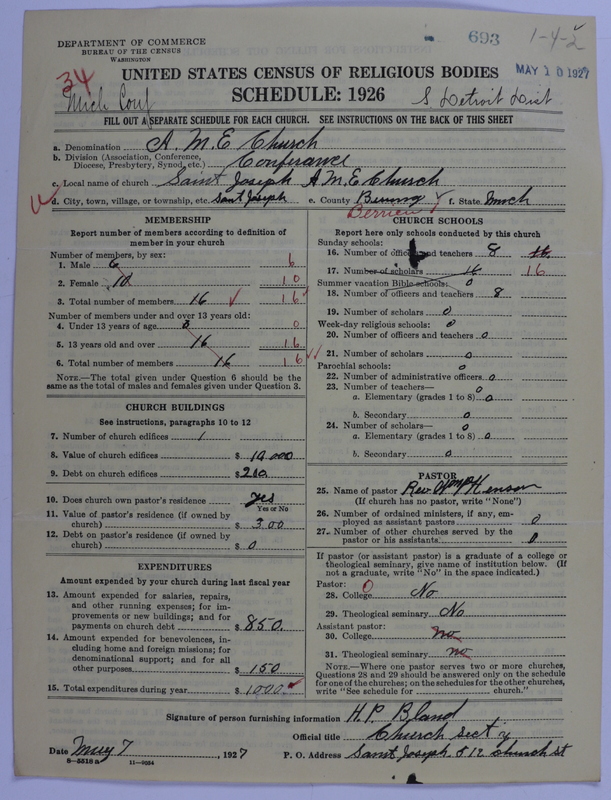 693
1-4-2
DEPARTMENT OF COMMERCE
BUREAU OF THE CENSUS
WASHINGTON
34
UNITED STATES CENSUS OF RELIGIOUS BODIES
MAY 10 1927
Mich Conf
SCHEDULE: 1926
S. Detroit Dist
FILL OUT A SEPARATE SCHEDULE FOR EACH CHURCH. SEE INSTRUCTIONS ON THE BACK OF THIS SHEET
a. Denomination A. M. E Church
b. Division (Association, Conference, Diocese, Presbytery, Synod, etc.) Conferance
c. Local name of church Saint Joseph A M. E Church
d. City, town, village, or township, etc. Saint Joseph e. County f. State Mich
Berrien
MEMBERSHIP
Report number of members according to definition of
member in your church
Number of members, by sex:
1. Male 6 6
2. Female 10 10
3. Total number of members 16 16
Number of members under and over 13 years old:
4. Under 13 years of age 0 0
5. 13 years old and over 16 16
6. Total number of members 16 16
NOTE.—The total given under Question 6 should be the
same as the total of males and females given under Question 3.
CHURCH BUILDINGS
See instructions, paragraphs 10 to 12
7. Number of church edifices 1
8. Value of church edifices $ 10 000
9. Debt on church edifices $ 200
10. Does church own pastor's residence Yes
Yes or No
11. Value of pastor's residence (if owned by
church) $ 300
12. Debt on pastor's residence (if owned by
church) $ 0
EXPENDITURES
Amount expended by your church during last fiscal year
13. Amount expended for salaries, repairs,
and other running expenses; for im-
provements or new buildings; and for
payments on church debt $ 850.
14. Amount expended for benevolences, in-
cluding home and foreign missions; for
denominational support; and for all
other purposes $ 150
15. Total expenditures during year $ 1000.
CHURCH SCHOOLS
Report here only schools conducted by this church
Sunday schools:
16. Number of officers and teachers 8 16
17. Number of scholars 16 16
Summer vacation Bible schools: 0
18. Number of officers and teachers 8
19. Number of scholars 0
Week-day religious schools: 0
20. Number of officers and teachers 0
21. Number of scholars 0
Parochial schools: 0
22. Number of administrative officers 0
23. Number of teachers— 0
a. Elementary (grades 1 to 8) 0
b. Secondary 0
24. Number of scholars— 0
a. Elementary (grades 1 to 8) 0
b. Secondary 0
PASTOR
25. Name of pastor Rev. Henson
(If church has no pastor, write "None")
26. Number of ordained ministers, if any, em-
ployed as assistant pastors 0
27. Number of other churches served by the
pastor or his assistants 0
If pastor (or assistant pastor) is a graduate of a college or
theological seminary, give name of institution below. (If
not a graduate, write "No" in the space indicated.)
Pastor: 0
28. College No
29. Theological seminary No
Assistant pastor:
30. College no
31. Theological seminary no
NOTE.—Where one pastor serves two or more churches,
Questions 28 and 29 should be answered only on the schedule
for one of the churches; on the schedules for the other churches,
write "See schedule for church."
Signature of person furnishing information H. P. Bland
Official title Church Sect'y
Date May 7, 1927 P. O. Address Saint Joseph 512 Church st
8-5518 a 11-9034